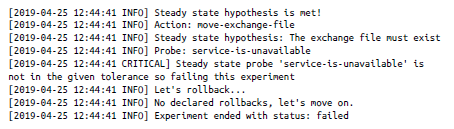 [2019-04-25 12:44:41 INFO] Steady state hypothesis is met!
[2019-04-25 12:44:41 INFO] Action: move-exchange-file
[2019-04-25 12:44:41 INFO] Steady state hypothesis: The exchange file must exist
[2019-04-25 12:44:41 INFO] Probe: service-is-unavailable
[2019-04-25 12:44:41 CRITICAL] Steady state probe 'service-is-unavailable' is
not in the given tolerance so failing this experiment
[2019-04-25 12:44:41 INFO] Let's rollback...
[2019-04-25 12:44:41 INFO] No declared rollbacks, let's move on.
[2019-04-25 12:44:41 INFO] Experiment ended with status: failed